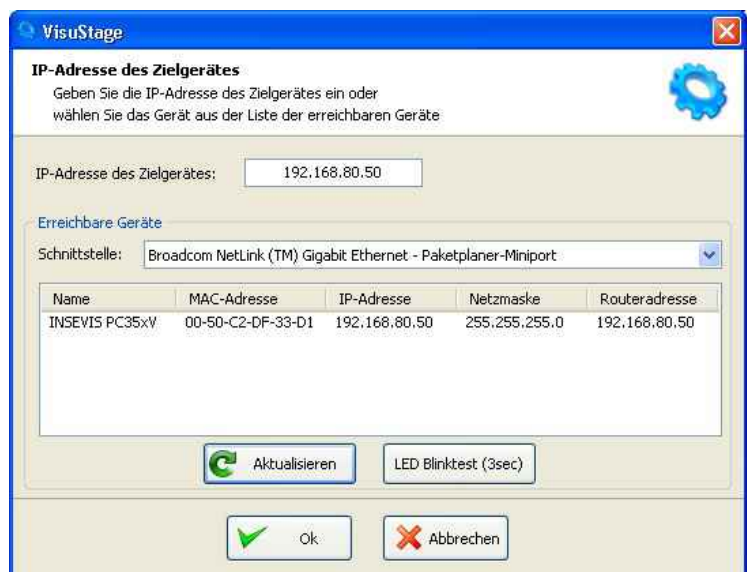 VisuStage
IP-Adresse des Zielgerätes
Geben Sie die IP-Adresse des Zielgerätes ein oder
wählen Sie das Gerät aus der Liste der erreichbaren Geräte
IP-Adresse des Zielgerätes: 192.168.80.50
Erreichbare Geräte
Schnittstelle: Broadcom NetLink (TM) Gigabit Ethernet - Paketplaner-Miniport
Name MAC-Adresse IP-Adresse Netzmaske Routeradresse
INSEVIS PC35xV 00-50-C2-DF-33-D1 192.168.80.50 255.255.255.0 192.168.80.50
Aktualisieren LED Blinktest (3sec)
Ok Abbrechen